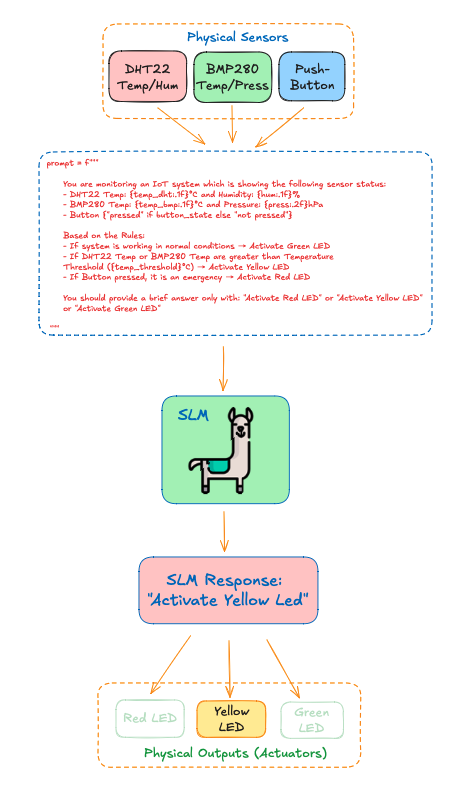 Physical Sensors
DHT22
Temp/Hum
BMP280
Temp/Press
Push-
Button
prompt = f"""
You are monitoring an IoT system which is showing the following sensor status:
- DHT22 Temp: {temp_dht:.1f}°C and Humidity: {hum:.1f}%
- BMP280 Temp: {temp_bmp:.1f}°C and Pressure: {press:.2f}hPa
- Button {"pressed" if button_state else "not pressed"}
Based on the Rules:
- If system is working in normal conditions → Activate Green LED
- If DHT22 Temp or BMP280 Temp are greater than Temperature
Threshold ({temp_threshold}°C) → Activate Yellow LED
- If Button pressed, it is an emergency → Activate Red LED
You should provide a brief answer only with: "Activate Red LED" or "Activate Yellow LED"
or "Activate Green LED"
"""
SLM
SLM Response:
"Activate Yellow Led"
Red LED
Yellow
LED
Green
LED
Physical Outputs (Actuators)